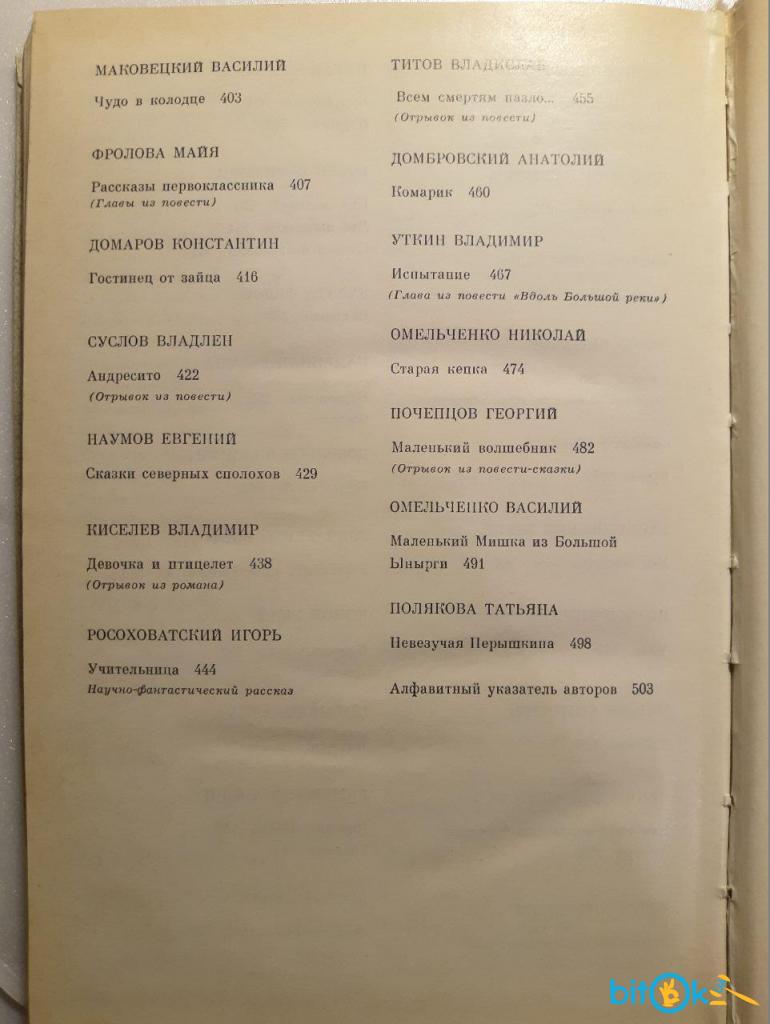 МАКОВЕЦКИЙ ВАСИЛИЙ
Чудо в колодце 403
ФРОЛОВА МАЙЯ
Рассказы первоклассника 407
(Главы из повести)
ДОМАРОВ КОНСТАНТИН
Гостинец от зайца 416
СУСЛОВ ВЛАДЛЕН
Андресито 422
(Отрывок из повести)
НАУМОВ ЕВГЕНИЙ
Сказки северных сполохов 429
КИСЕЛЕВ ВЛАДИМИР
Девочка и птицелет 438
(Отрывок из романа)
РОСОХОВАТСКИЙ ИГОРЬ
Учительница 444
Научно-фантастический рассказ
ТИТОВ ВЛАДИСЛАВ
Всем смертям назло... 455
(Отрывок из повести)
ДОМБРОВСКИЙ АНАТОЛИЙ
Комарик 460
УТКИН ВЛАДИМИР
Испытание 467
(Глава из повести «Вдоль Большой реки»)
ОМЕЛЬЧЕНКО НИКОЛАЙ
Старая кепка 474
ПОЧЕПЦОВ ГЕОРГИЙ
Маленький волшебник 482
(Отрывок из повести-сказки)
ОМЕЛЬЧЕНКО ВАСИЛИЙ
Маленький Мишка из Большой
Ынырги 491
ПОЛЯКОВА ТАТЬЯНА
Невезучая Перышкина 498
Алфавитный указатель авторов 503
bitOk